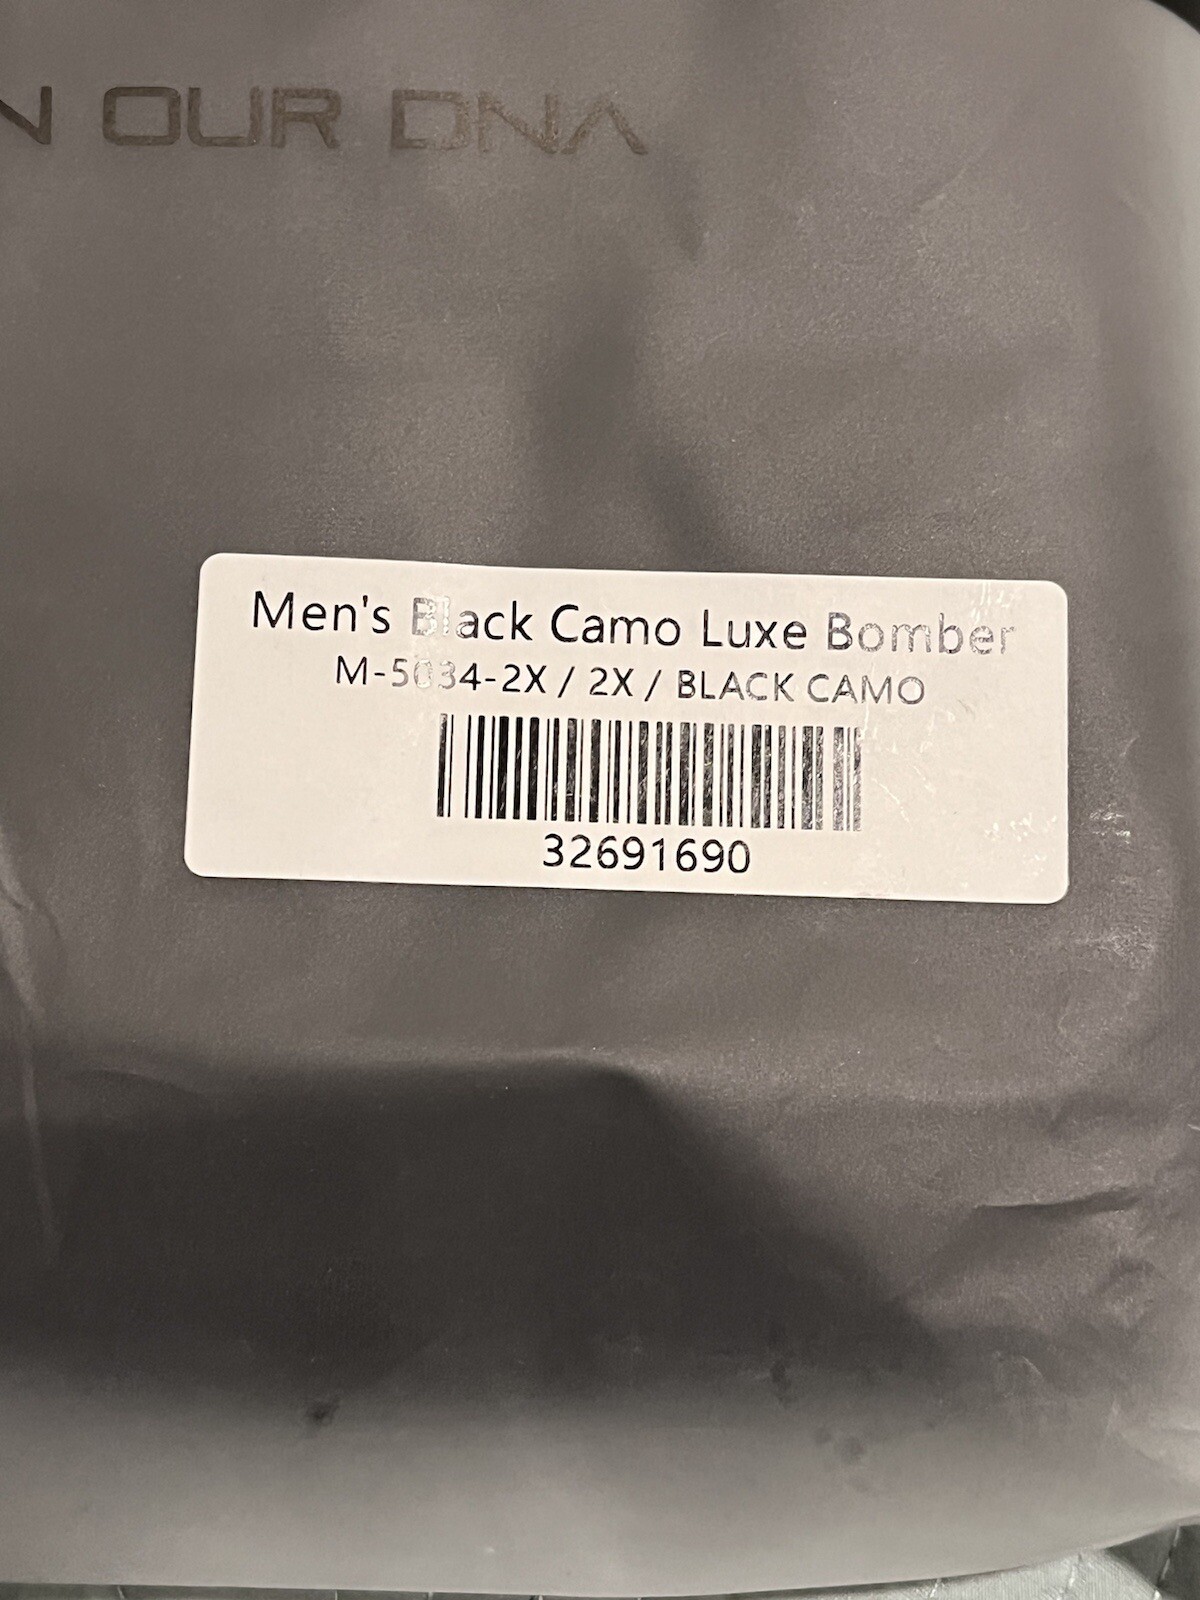 N OUR DNA
Men's Black Camo Luxe Bomber
M-5034-2X / 2X / BLACK CAMO
32691690